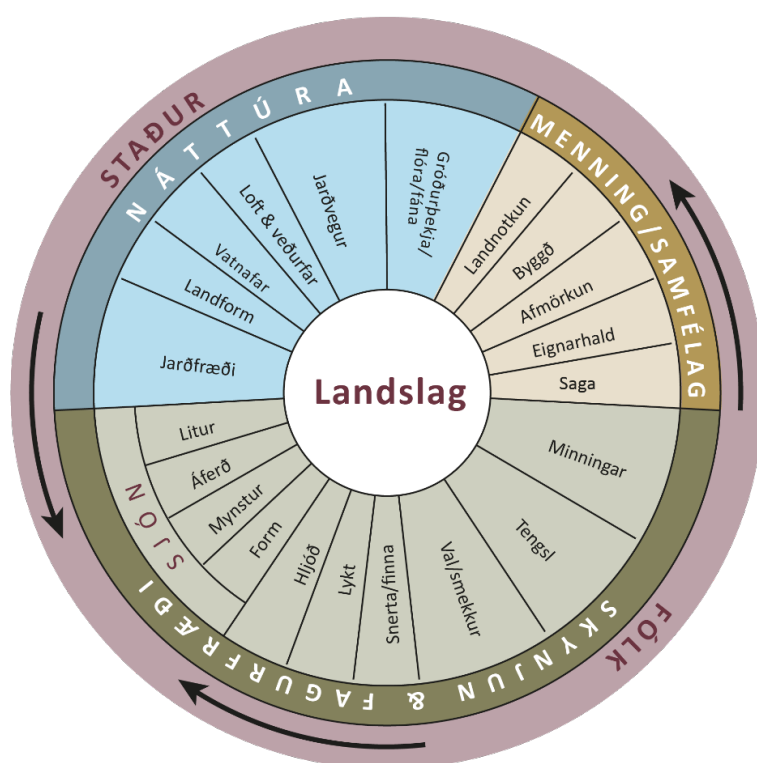 STAÐUR
NÁTTÚRA
Jarðfræði
Landform
Vatnafar
Loft & veðurfar
Jarðvegur
Gróðurþekja/
flóra/fána
MENNING/SAMFÉLAG
Landnotkun
Byggð
Afmörkun
Eignarhald
Saga
Landslag
FÓLK
SKYNJUN & FAGURFRÆÐI
Minningar
Tengsl
Val/smekkur
Snerta/finna
Lykt
Hljóð
SJÓN
Form
Mynstur
Áferð
Litur